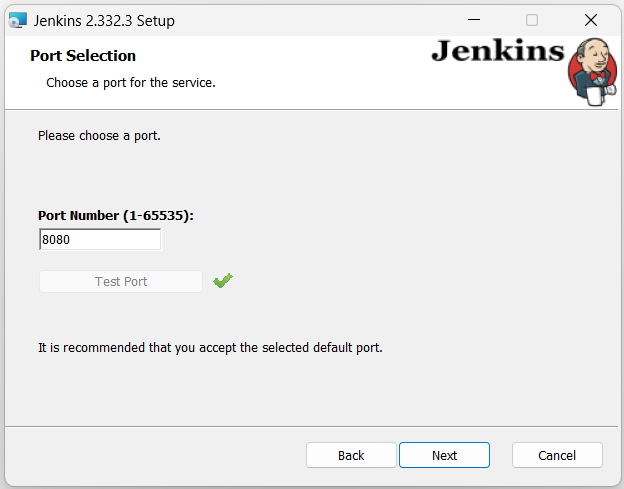 Jenkins 2.332.3 Setup
Port Selection
Jenkins
Choose a port for the service.
Please choose a port.
Port Number (1-65535):
8080
Test Port
It is recommended that you accept the selected default port.
Back
Next
Cancel